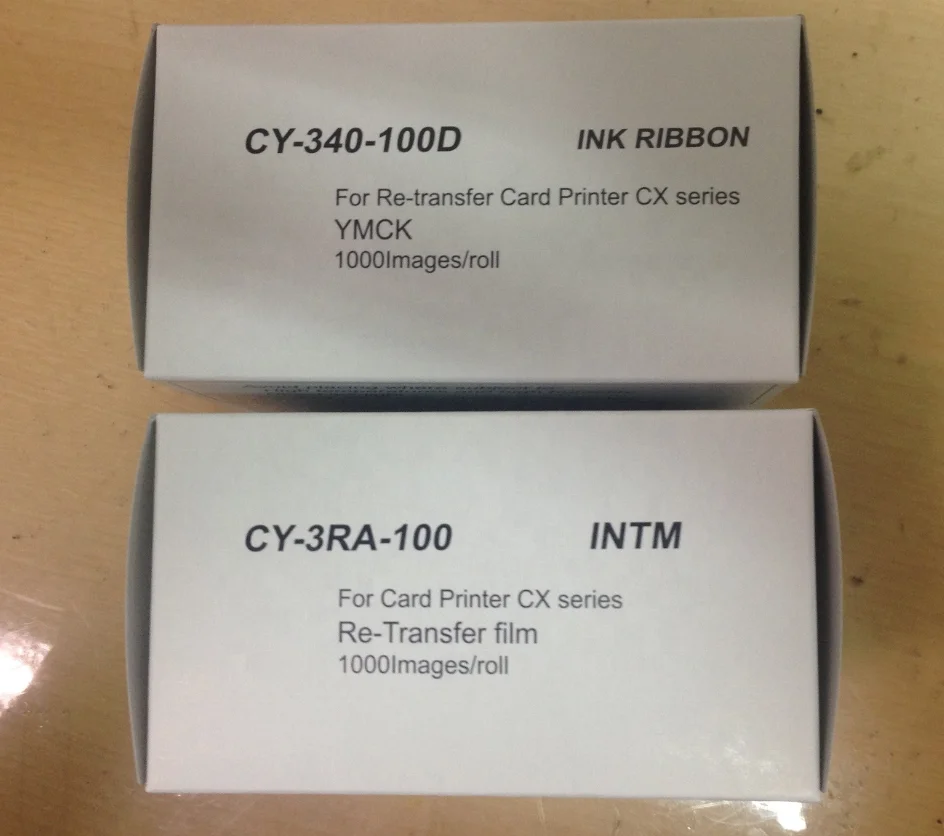 CY-340-100D INK RIBBON
For Re-transfer Card Printer CX series
YMCK
1000Images/roll
CY-3RA-100 INTM
For Card Printer CX series
Re-Transfer film
1000Images/roll